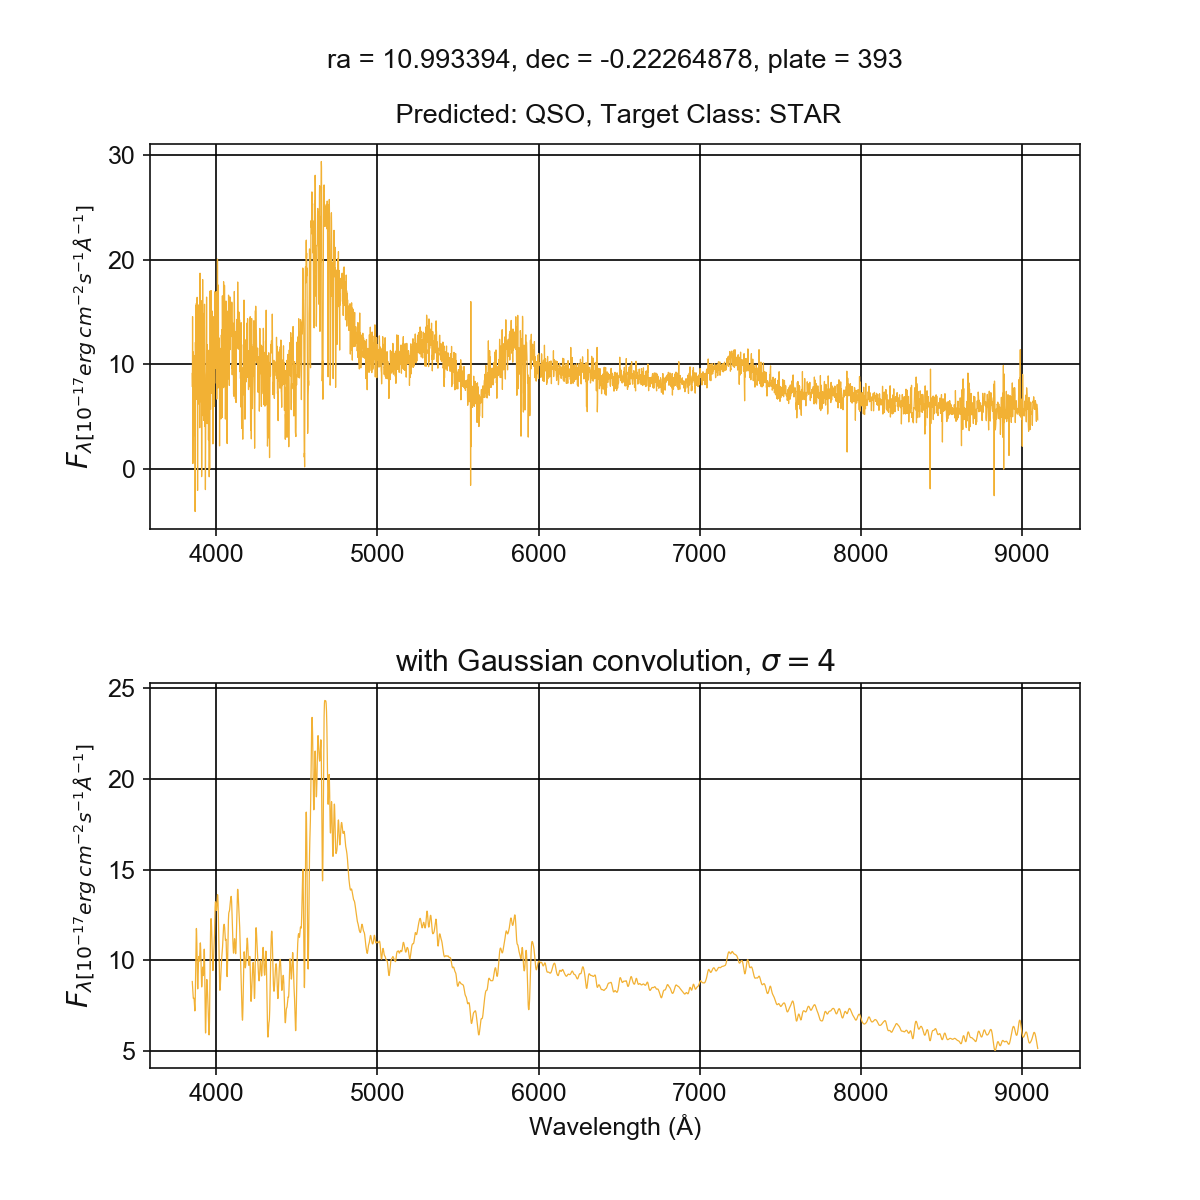 ra = 10.993394, dec = -0.22264878, plate = 393
Predicted: QSO, Target Class: STAR
30
20
10
0
F_λ[10⁻¹⁷ erg cm⁻² s⁻¹ Å⁻¹]
4000 5000 6000 7000 8000 9000
with Gaussian convolution, σ = 4
25
20
15
10
5
F_λ[10⁻¹⁷ erg cm⁻² s⁻¹ Å⁻¹]
4000 5000 6000 7000 8000 9000
Wavelength (Å)